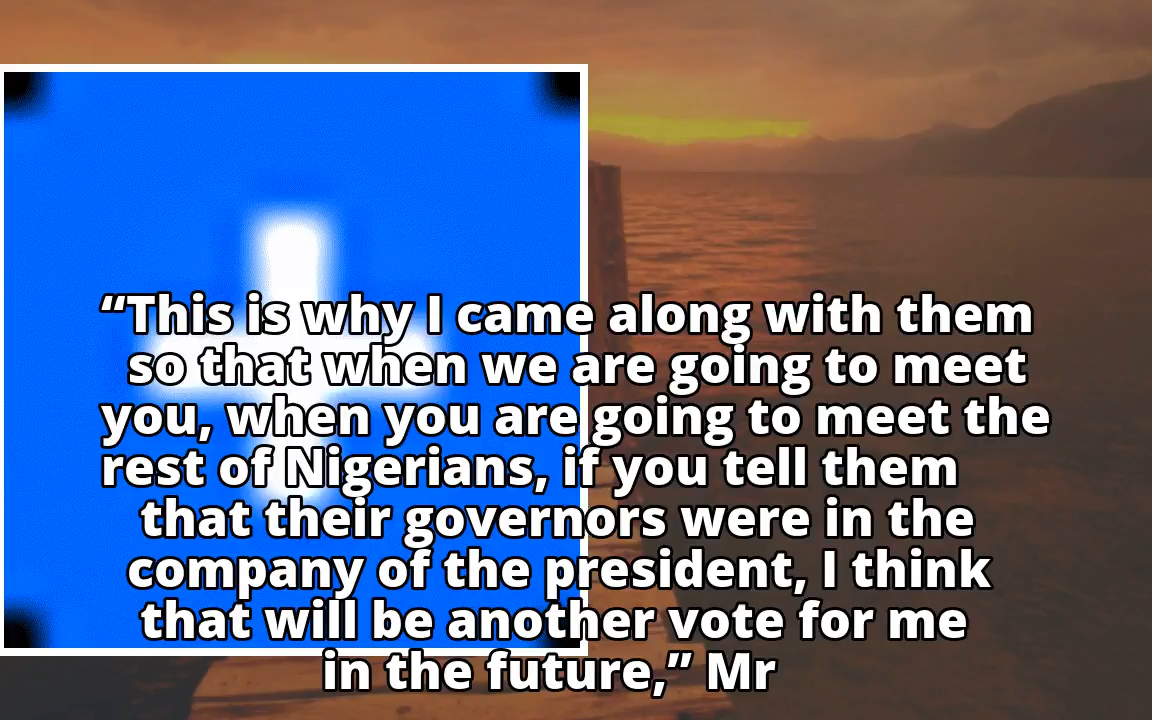 “This is why I came along with them
so that when we are going to meet
you, when you are going to meet the
rest of Nigerians, if you tell them
that their governors were in the
company of the president, I think
that will be another vote for me
in the future,” Mr